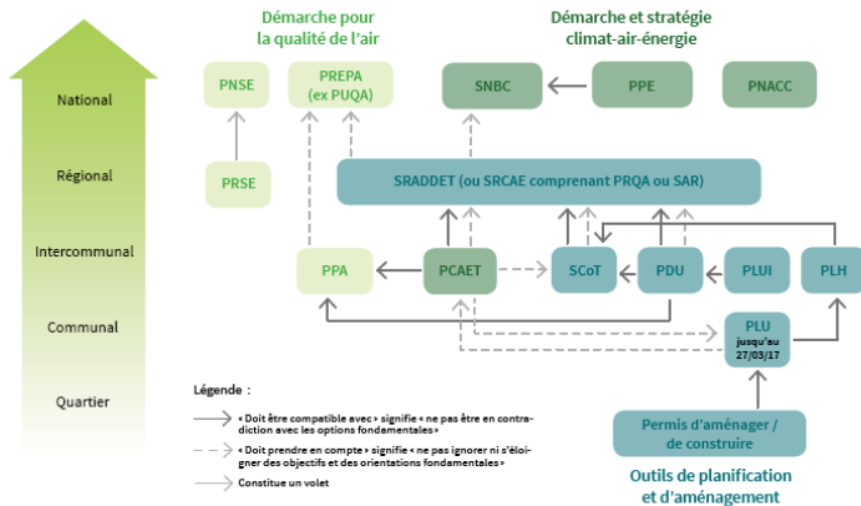 Démarche pour
la qualité de l'air
Démarche et stratégie
climat-air-énergie
National
PNSE
PREPA
(ex PUQA)
SNBC
PPE
PNACC
Régional
PRSE
SRADDET (ou SRCAE comprenant PRQA ou SAR)
Intercommunal
PPA
PCAET
SCoT
PDU
PLUI
PLH
Communal
PLU
jusqu'au
27/03/17
Quartier
Légende :
« Doit être compatible avec » signifie « ne pas être en contra-
diction avec les options fondamentales »
« Doit prendre en compte » signifie « ne pas ignorer ni s'éloi-
gner des objectifs et des orientations fondamentales »
Constitue un volet
Permis d'aménager /
de construire
Outils de planification
et d'aménagement